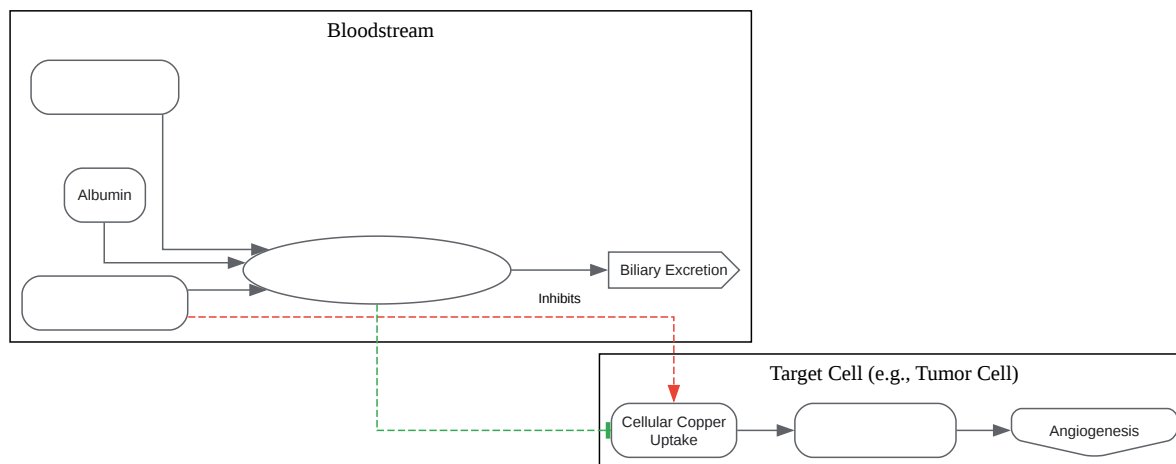 Bloodstream
Albumin
Biliary Excretion
Inhibits
Target Cell (e.g., Tumor Cell)
Cellular Copper
Uptake
Angiogenesis